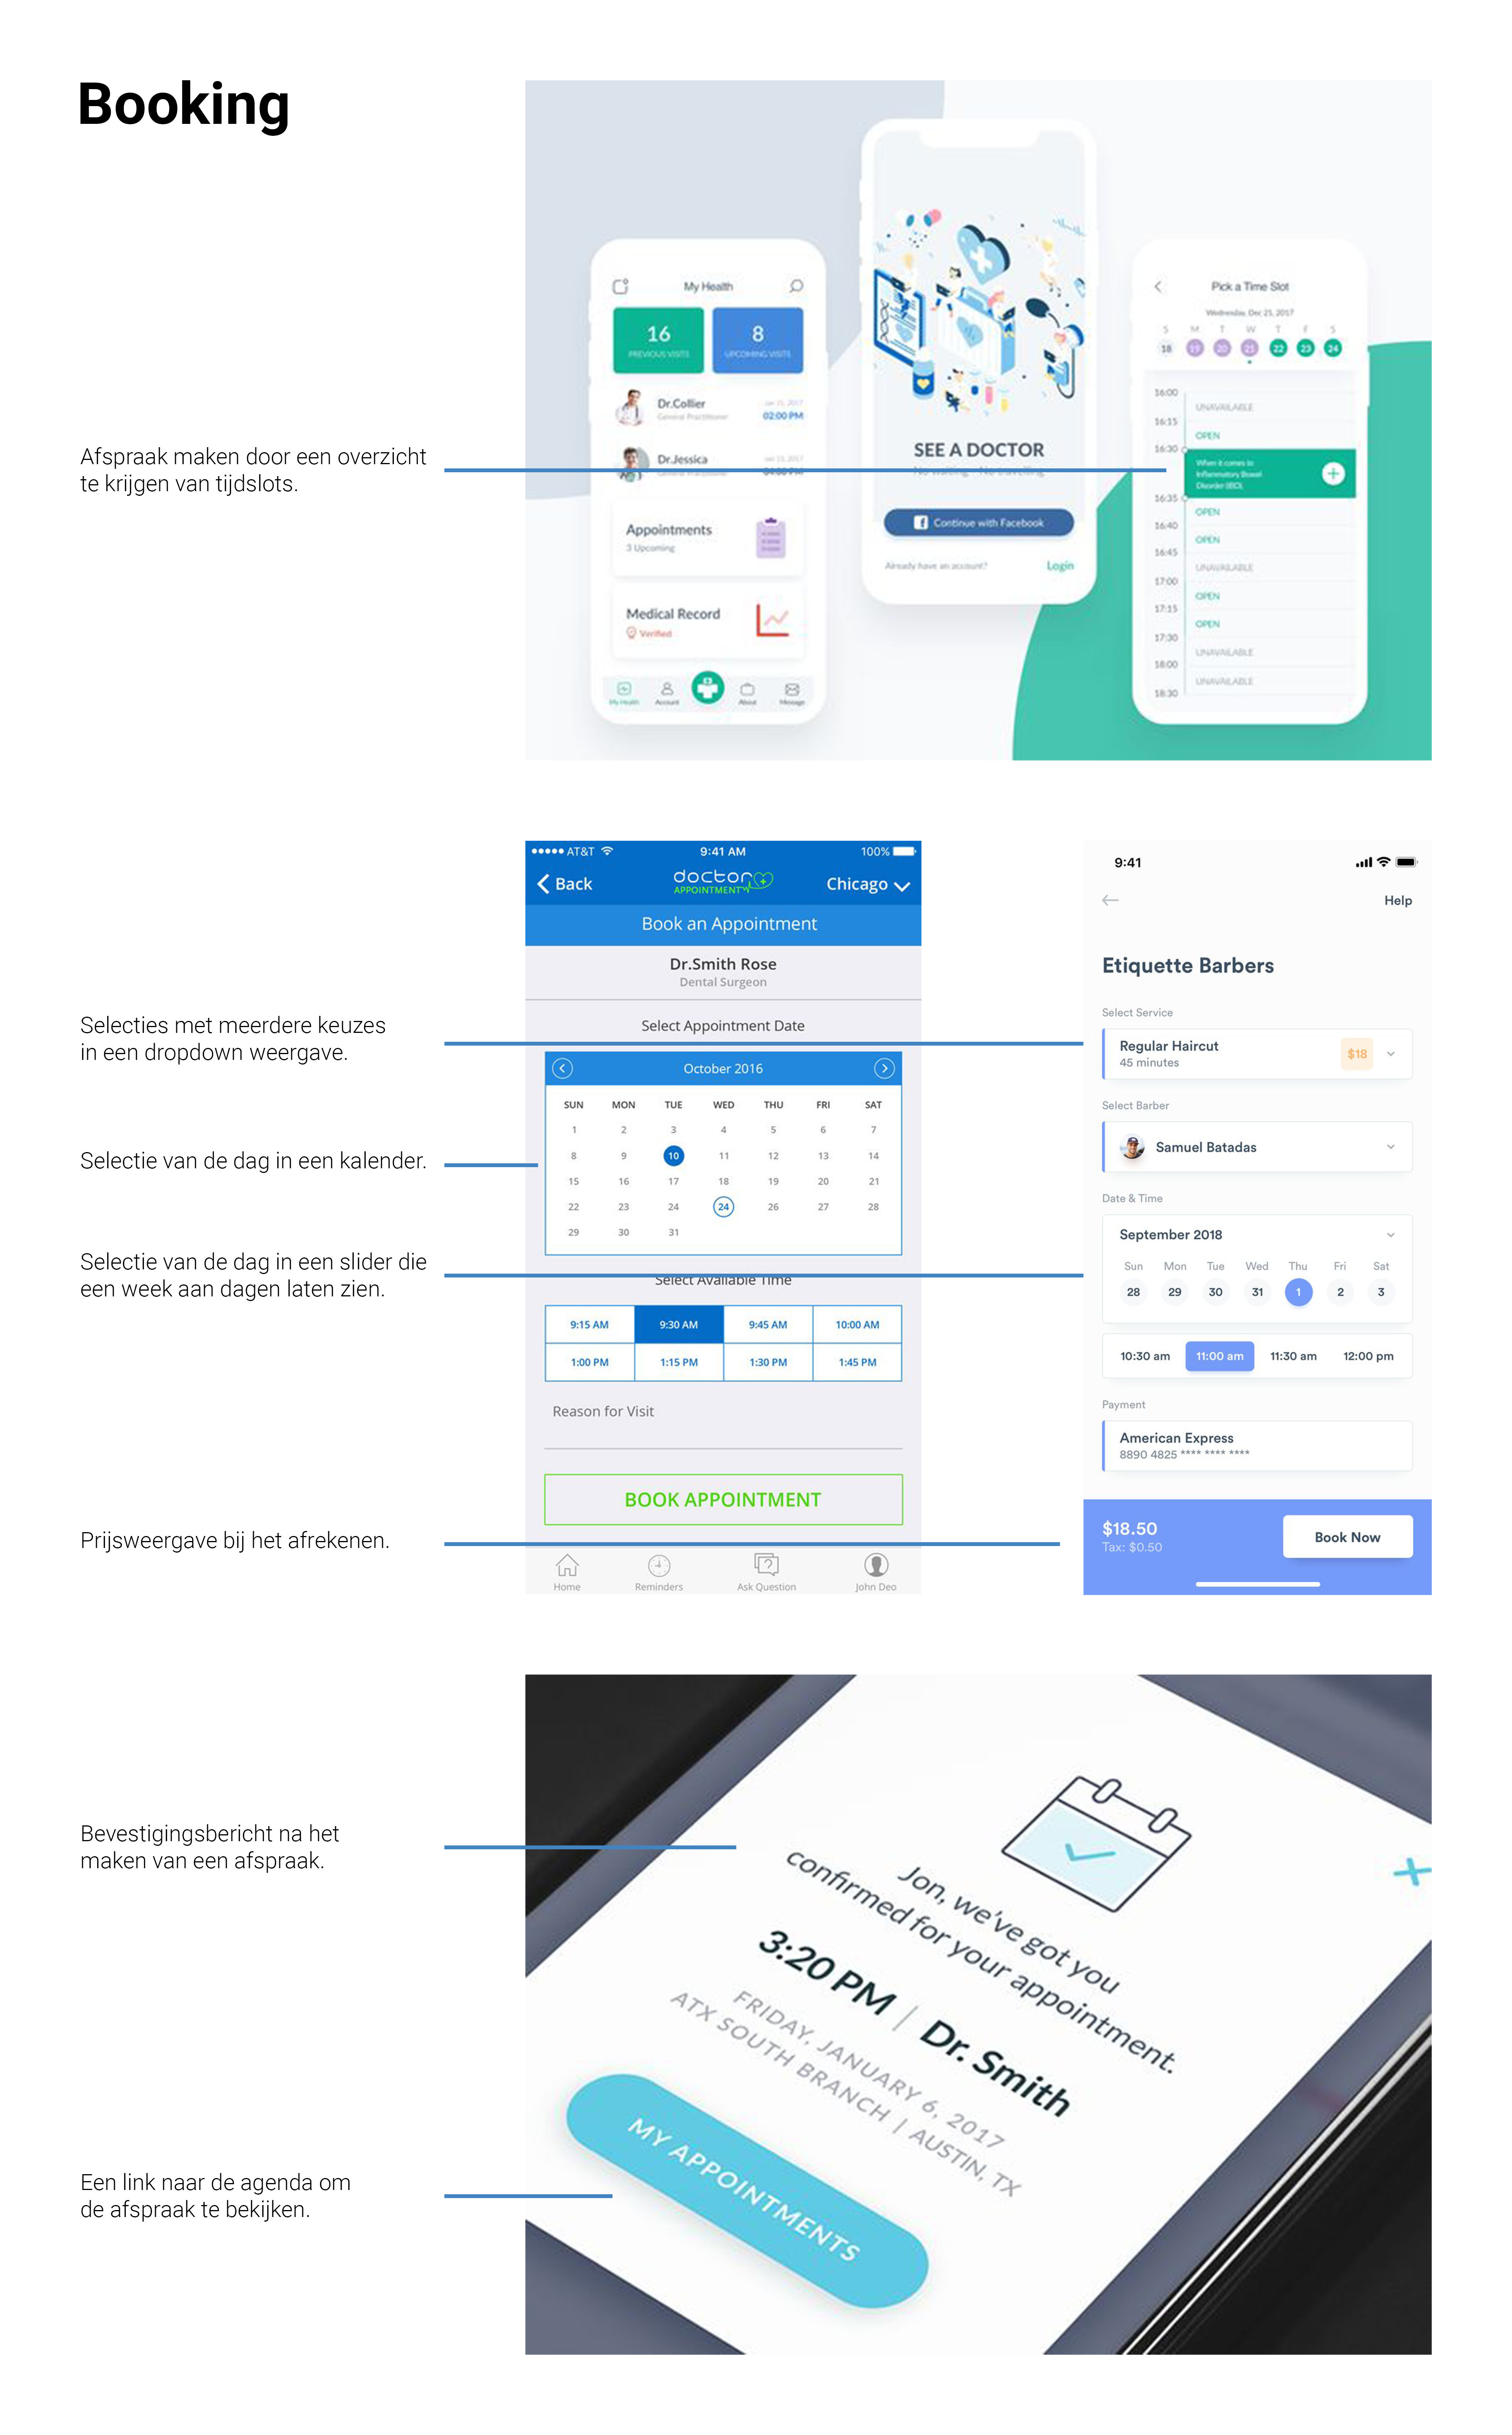 Booking
Afspraak maken door een overzicht
te krijgen van tijdslots.
My Health
16
PREVIOUS VISITS
8
UPCOMING VISITS
Dr.Collier
General Practitioner
Jan 15, 2017
02:00 PM
Dr.Jessica
Appointments
3 Upcoming
Medical Record
Verified
My Health
Account
About
Message
SEE A DOCTOR
No waiting. No travelling.
Continue with Facebook
Already have an account?
Login
Pick a Time Slot
Wednesday, Dec 21, 2017
S M T W T F S
18 19 20 21 22 23 24
16:00
UNAVAILABLE
16:15
OPEN
16:30
When it comes to
Inflammatory Bowel
Disorder (IBD),
16:35
OPEN
16:40
OPEN
16:45
UNAVAILABLE
17:00
OPEN
17:15
OPEN
17:30
UNAVAILABLE
18:00
UNAVAILABLE
18:30
Selecties met meerdere keuzes
in een dropdown weergave.
Selectie van de dag in een kalender.
Selectie van de dag in een slider die
een week aan dagen laten zien.
Prijsweergave bij het afrekenen.
AT&T 9:41 AM 100%
Back
doctor
APPOINTMENT
Chicago
Book an Appointment
Dr.Smith Rose
Dental Surgeon
Select Appointment Date
October 2016
SUN MON TUE WED THU FRI SAT
1 2 3 4 5 6 7
8 9 10 11 12 13 14
15 16 17 18 19 20 21
22 23 24 24 26 27 28
29 30 31
Select Available Time
9:15 AM 9:30 AM 9:45 AM 10:00 AM
1:00 PM 1:15 PM 1:30 PM 1:45 PM
Reason for Visit
BOOK APPOINTMENT
Home Reminders Ask Question John Deo
9:41
Help
Etiquette Barbers
Select Service
Regular Haircut
45 minutes
$18
Select Barber
Samuel Batadas
Date & Time
September 2018
Sun Mon Tue Wed Thu Fri Sat
28 29 30 31 1 2 3
10:30 am 11:00 am 11:30 am 12:00 pm
Payment
American Express
8890 4825 **** **** ****
$18.50
Tax: $0.50
Book Now
Bevestigingsbericht na het
maken van een afspraak.
Een link naar de agenda om
de afspraak te bekijken.
Jon, we've got you
confirmed for your appointment.
3:20 PM | Dr. Smith
FRIDAY, JANUARY 6, 2017
ATX SOUTH BRANCH | AUSTIN, TX
MY APPOINTMENTS